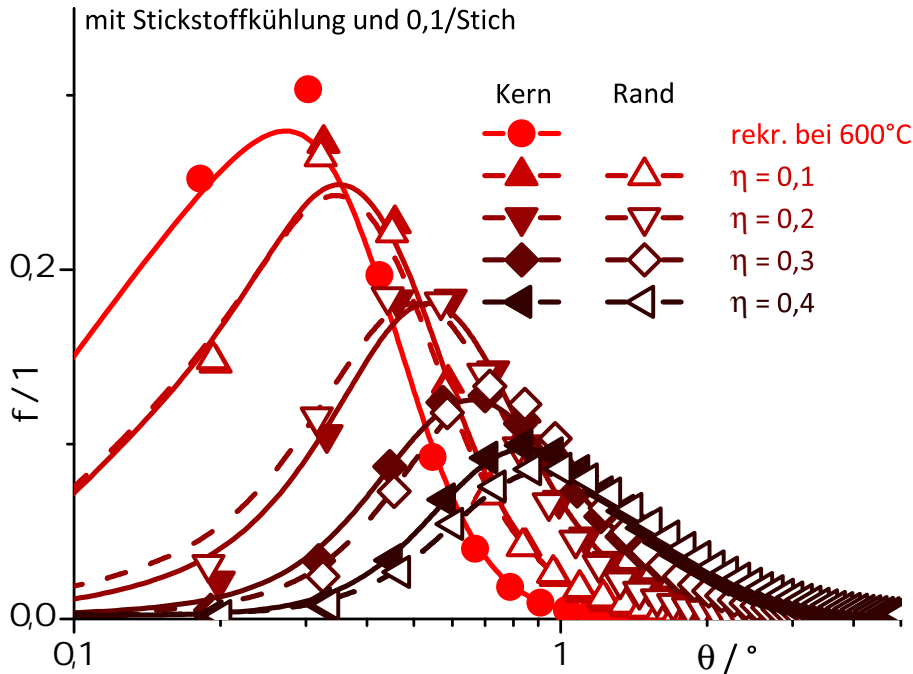 mit Stickstoffkühlung und 0,1/Stich
Kern Rand
rekr. bei 600°C
η = 0,1
η = 0,2
η = 0,3
η = 0,4
0,2
f / 1
0,0
0,1 1 θ / °